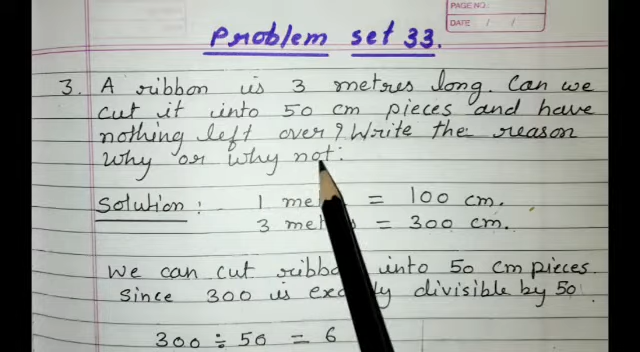 PAGE NO.:
DATE / /
Problem set 33.
3. A ribbon is 3 metres long. Can we
cut it into 50 cm pieces and have
nothing left over? Write the reason
why or why not.
Solution : 1 = 100 cm.
3 = 300 cm.
We can cut into 50 cm pieces.
Since 300 is divisible by 50
300 ÷ 50 = 6